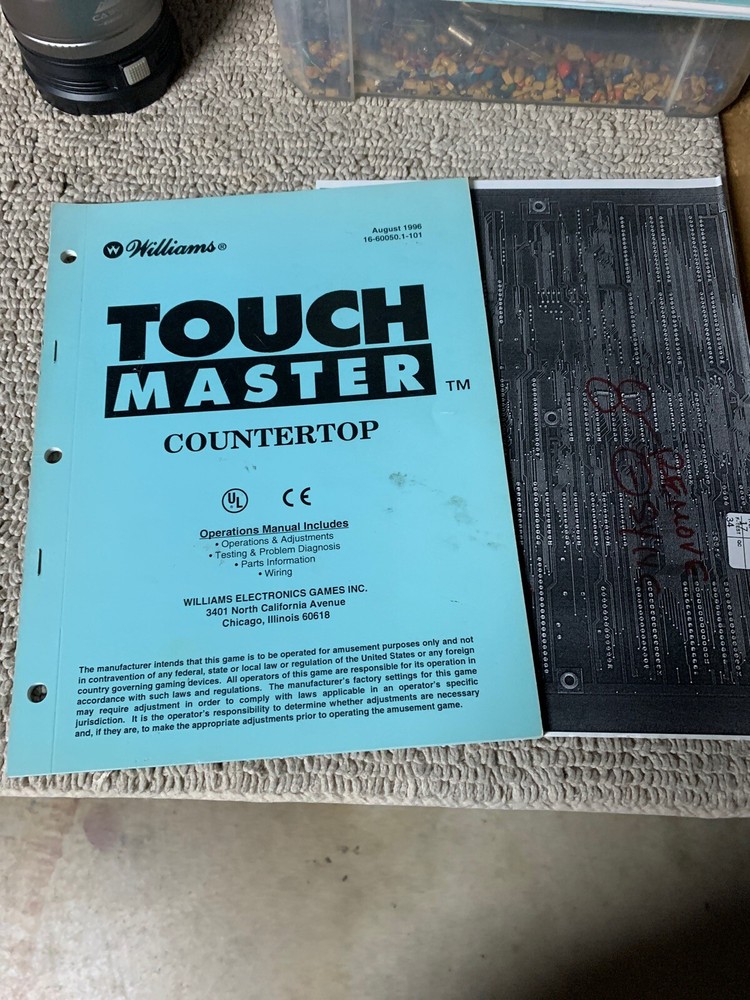 Williams®
August 1996
16-60050.1-101
TOUCH
MASTER™
COUNTERTOP
UL
CE
Operations Manual Includes
• Operations & Adjustments
• Testing & Problem Diagnosis
• Parts Information
• Wiring
WILLIAMS ELECTRONICS GAMES INC.
3401 North California Avenue
Chicago, Illinois 60618
The manufacturer intends that this game is to be operated for amusement purposes only and not
in contravention of any federal, state or local law or regulation of the United States or any foreign
country governing gaming devices. All operators of this game are responsible for its operation in
accordance with such laws and regulations. The manufacturer's factory settings for this game
may require adjustment in order to comply with laws applicable in an operator's specific
jurisdiction. It is the operator's responsibility to determine whether adjustments are necessary
and, if they are, to make the appropriate adjustments prior to operating the amusement game.
REMOVE
SYNC
34